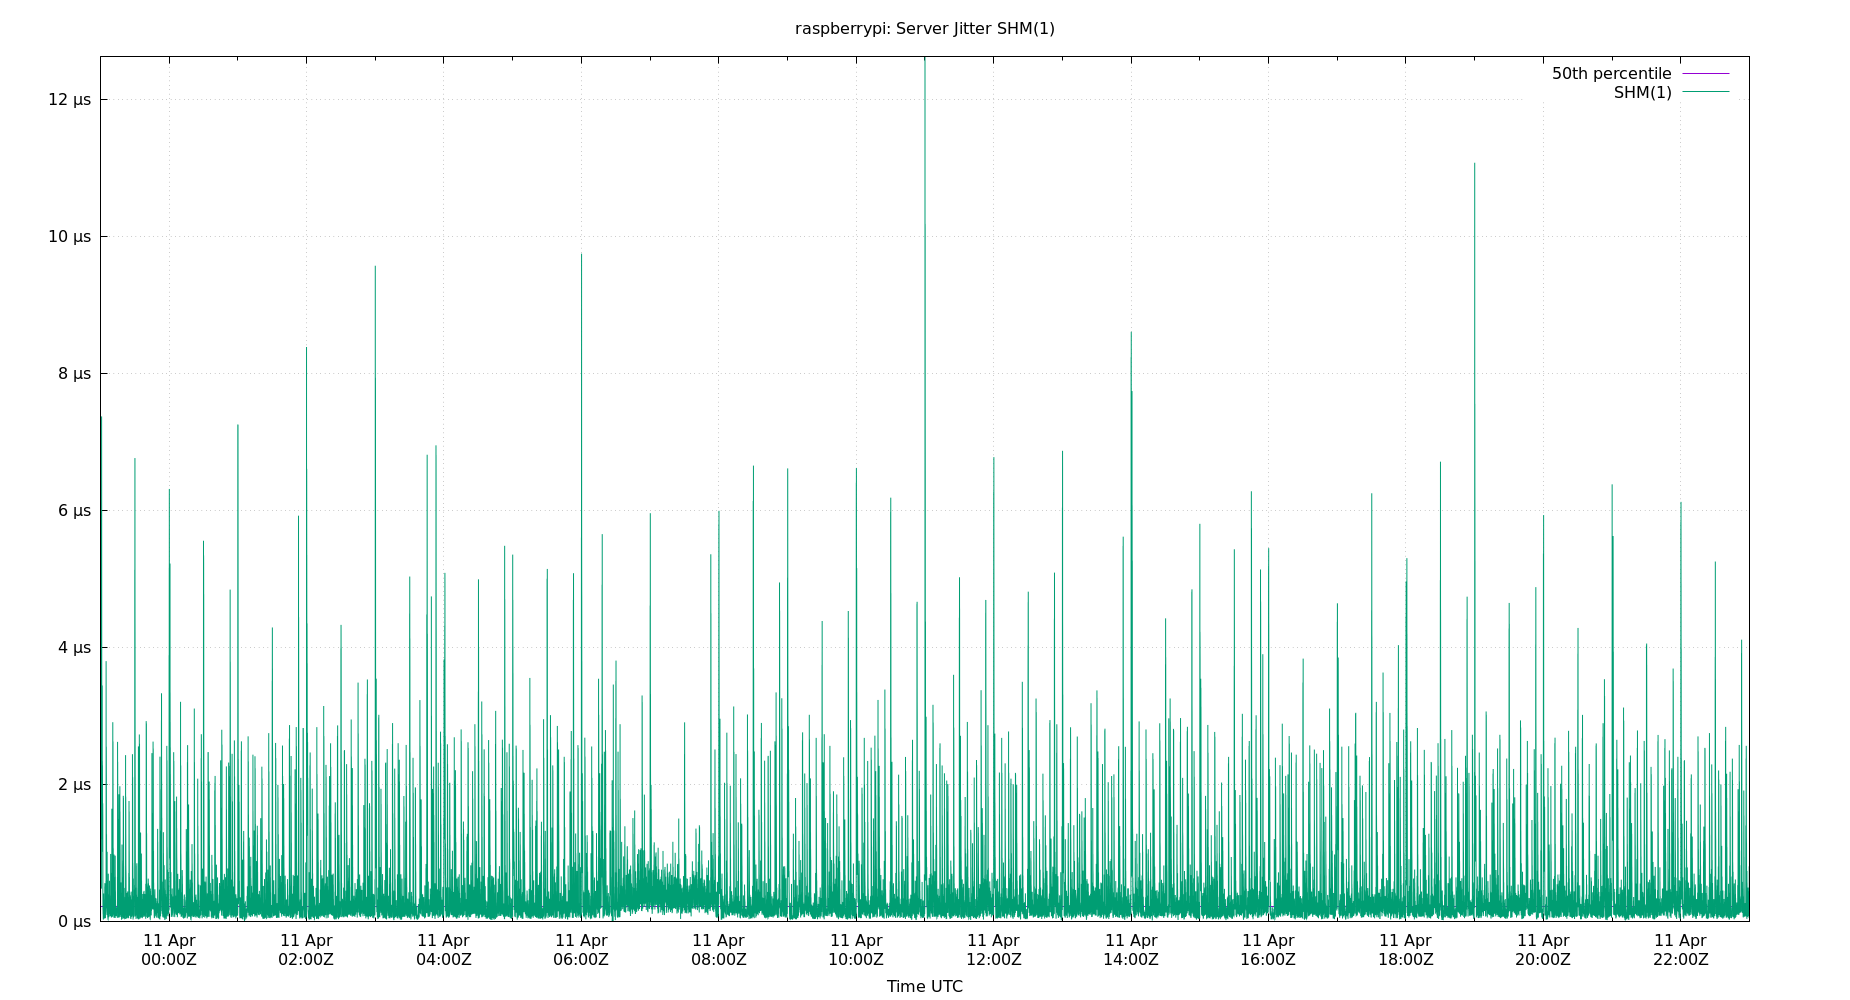 raspberrypi: Server Jitter SHM(1)
50th percentile
SHM(1)
12 µs
10 µs
8 µs
6 µs
4 µs
2 µs
0 µs
11 Apr 11 Apr 11 Apr 11 Apr 11 Apr 11 Apr 11 Apr 11 Apr 11 Apr 11 Apr 11 Apr 11 Apr
00:00Z 02:00Z 04:00Z 06:00Z 08:00Z 10:00Z 12:00Z 14:00Z 16:00Z 18:00Z 20:00Z 22:00Z
Time UTC